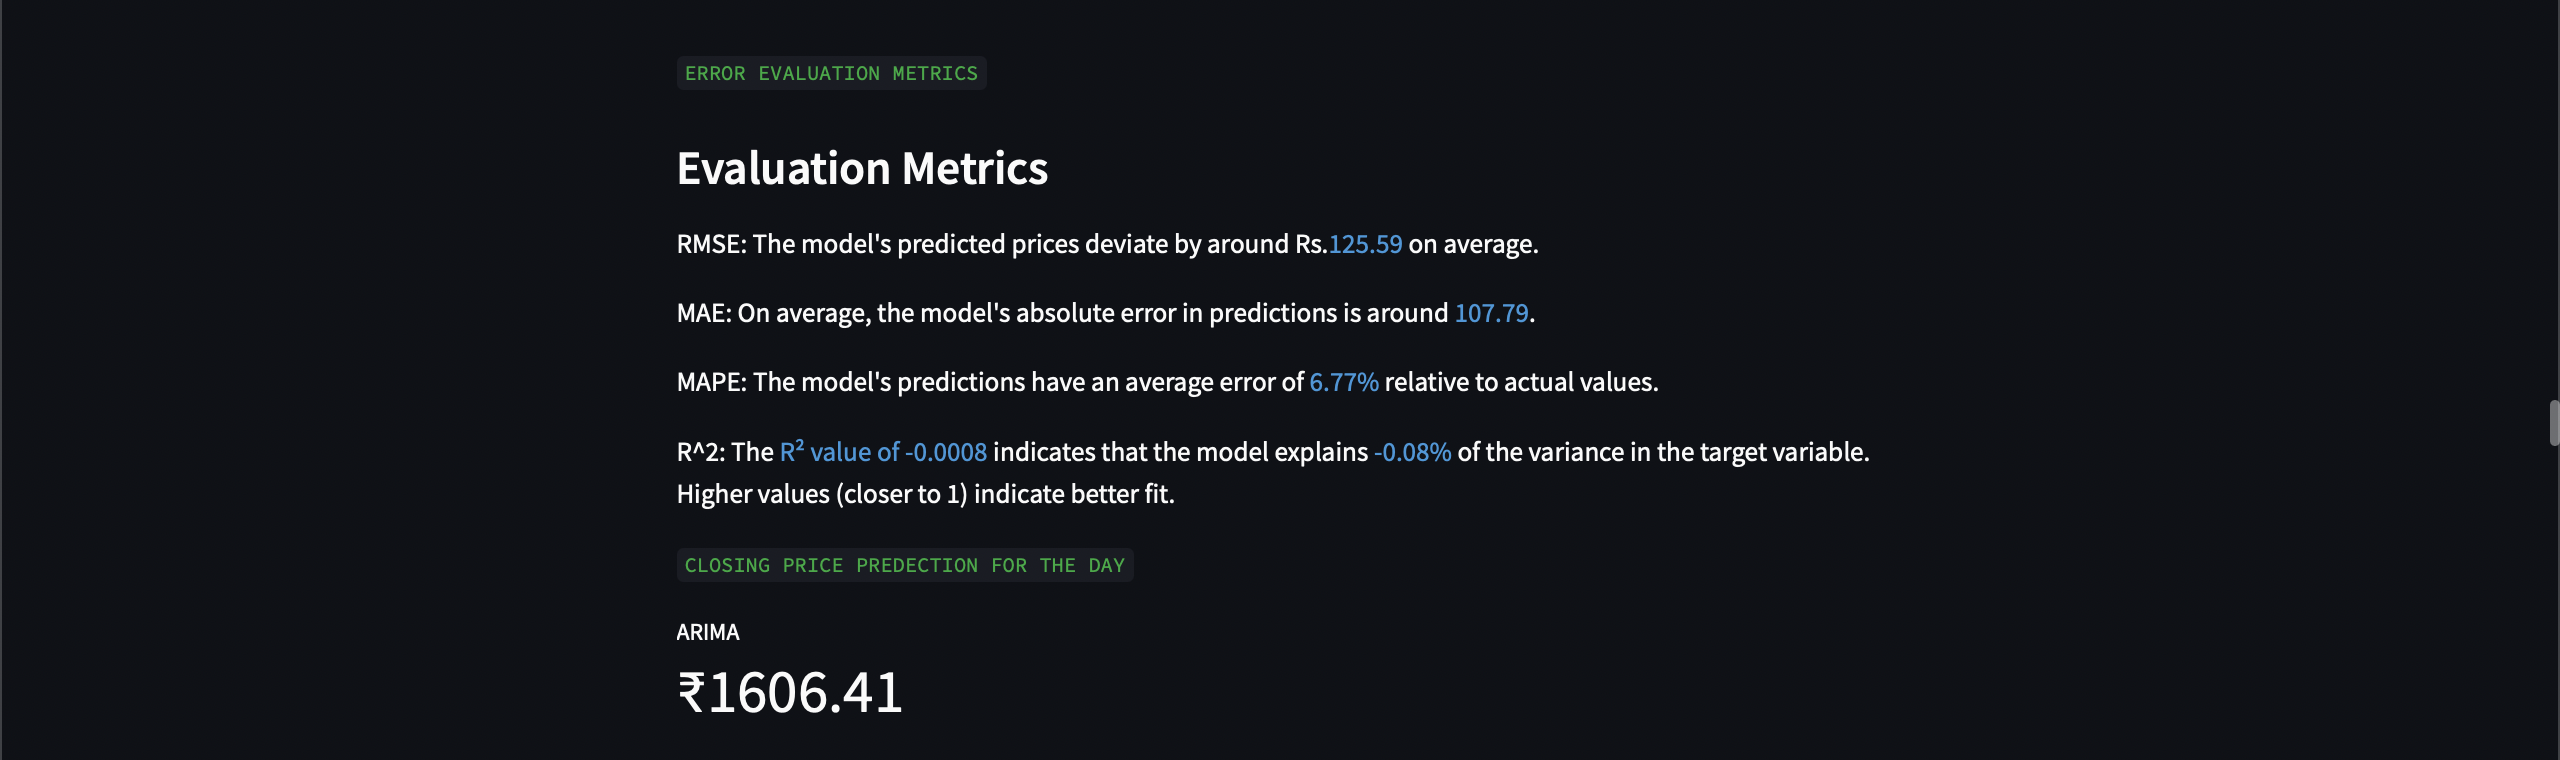 ERROR EVALUATION METRICS
Evaluation Metrics
RMSE: The model's predicted prices deviate by around Rs.125.59 on average.
MAE: On average, the model's absolute error in predictions is around 107.79.
MAPE: The model's predictions have an average error of 6.77% relative to actual values.
R^2: The R² value of -0.0008 indicates that the model explains -0.08% of the variance in the target variable.
Higher values (closer to 1) indicate better fit.
CLOSING PRICE PREDECTION FOR THE DAY
ARIMA
₹1606.41